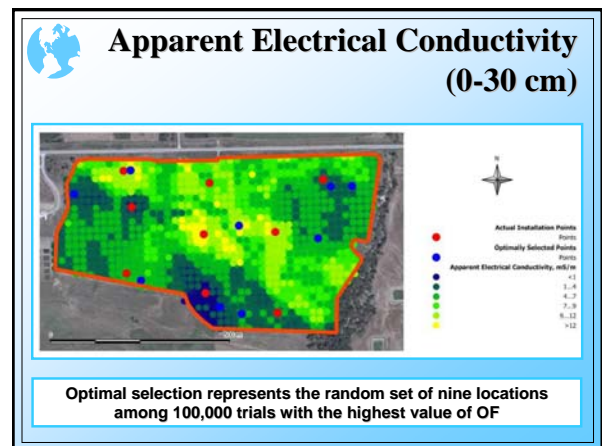 Apparent Electrical Conductivity
(0-30 cm)
N
Actual Installation Points
Points
Optimally Selected Points
Points
Apparent Electrical Conductivity, mS/m
<1
1...4
4...7
7...9
9...12
>12
0
Optimal selection represents the random set of nine locations
among 100,000 trials with the highest value of OF